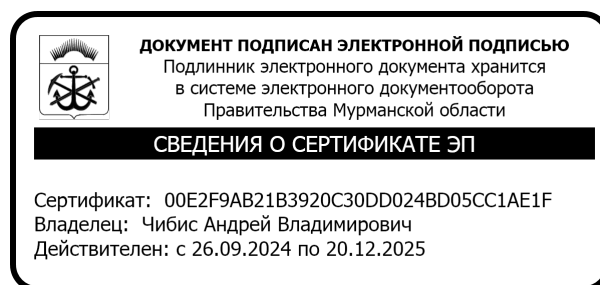 ДОКУМЕНТ ПОДПИСАН ЭЛЕКТРОННОЙ ПОДПИСЬЮ
Подлинник электронного документа хранится
в системе электронного документооборота
Правительства Мурманской области
СВЕДЕНИЯ О СЕРТИФИКАТЕ ЭП
Сертификат: 00E2F9AB21B3920C30DD024BD05CC1AE1F
Владелец: Чибис Андрей Владимирович
Действителен: с 26.09.2024 по 20.12.2025